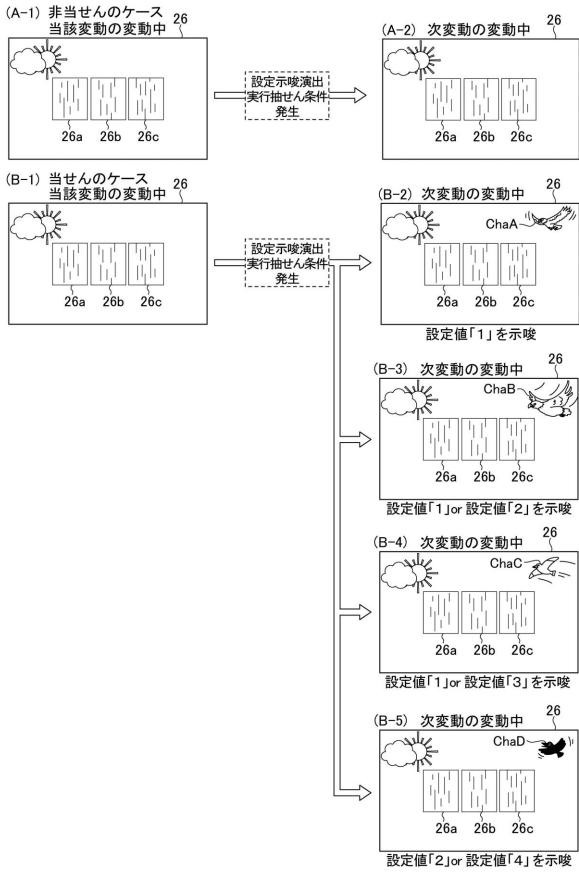 (A-1) 非当せんのケース
当該変動の変動中
26
26a 26b 26c
設定示唆演出
実行抽せん条件
発生
(A-2) 次変動の変動中
26
26a 26b 26c
(B-1) 当せんのケース
当該変動の変動中
26
26a 26b 26c
設定示唆演出
実行抽せん条件
発生
(B-2) 次変動の変動中
26
ChaA
26a 26b 26c
設定値「1」を示唆
(B-3) 次変動の変動中
26
ChaB
26a 26b 26c
設定値「1」or 設定値「2」を示唆
(B-4) 次変動の変動中
26
ChaC
26a 26b 26c
設定値「1」or 設定値「3」を示唆
(B-5) 次変動の変動中
26
ChaD
26a 26b 26c
設定値「2」or 設定値「4」を示唆